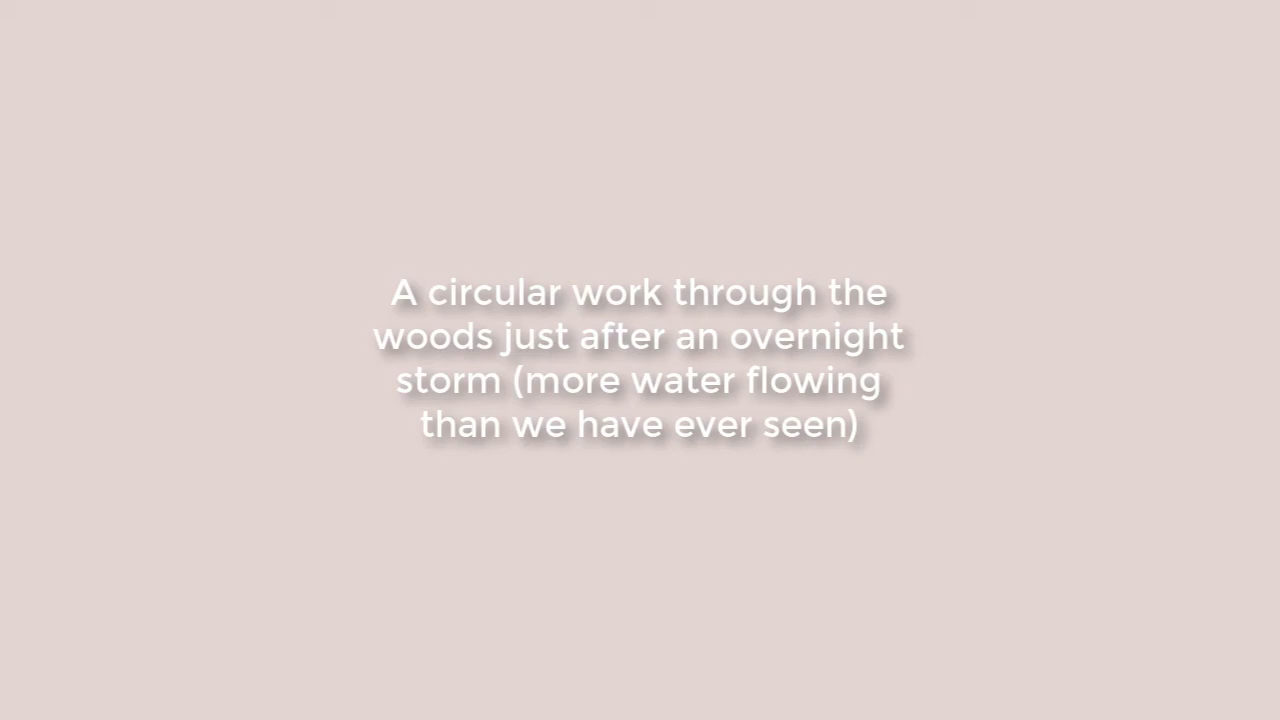 A circular work through the
woods just after an overnight
storm (more water flowing
than we have ever seen)